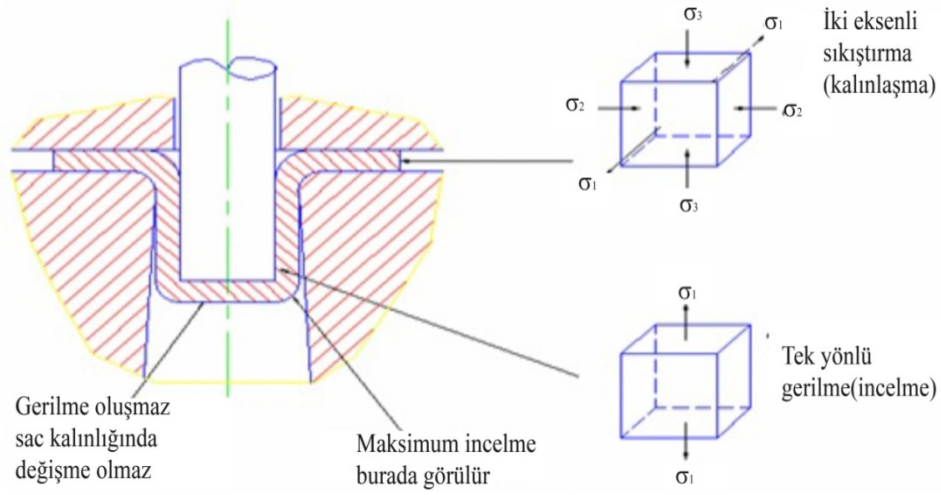 σ3
σ1
İki eksenli
sıkıştırma
(kalınlaşma)
σ2
σ2
σ1
σ3
σ1
Tek yönlü
gerilme(incelme)
σ1
Gerilme oluşmaz
sac kalınlığında
değişme olmaz
Maksimum incelme
burada görülür